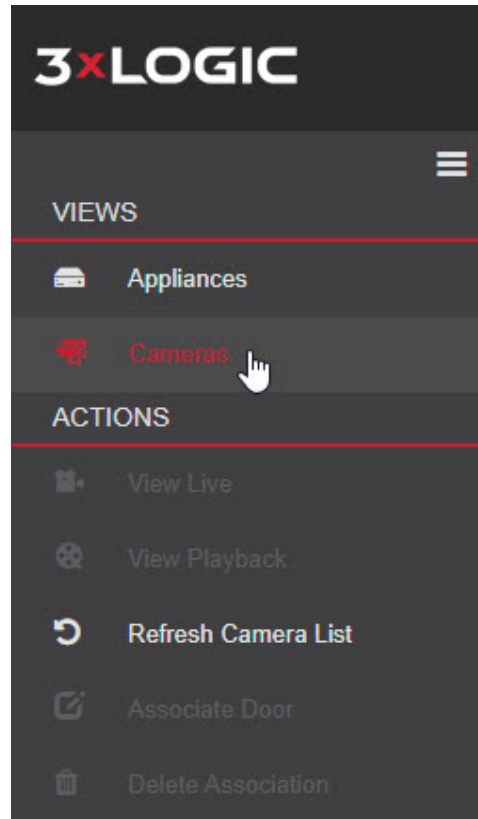 3xLOGIC
VIEWS
Appliances
Cameras
ACTIONS
View Live
View Playback
Refresh Camera List
Associate Door
Delete Association